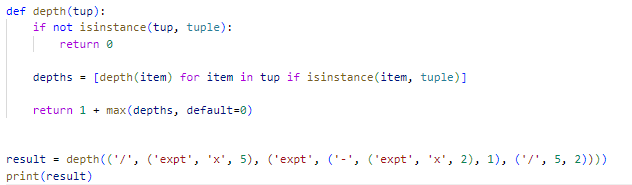 def depth(tup):
    if not isinstance(tup, tuple):
        return 0
    depths = [depth(item) for item in tup if isinstance(item, tuple)]
    return 1 + max(depths, default=0)
result = depth(('/', ('expt', 'x', 5), ('expt', ('-', ('expt', 'x', 2), 1), ('/', 5, 2))))
print(result)